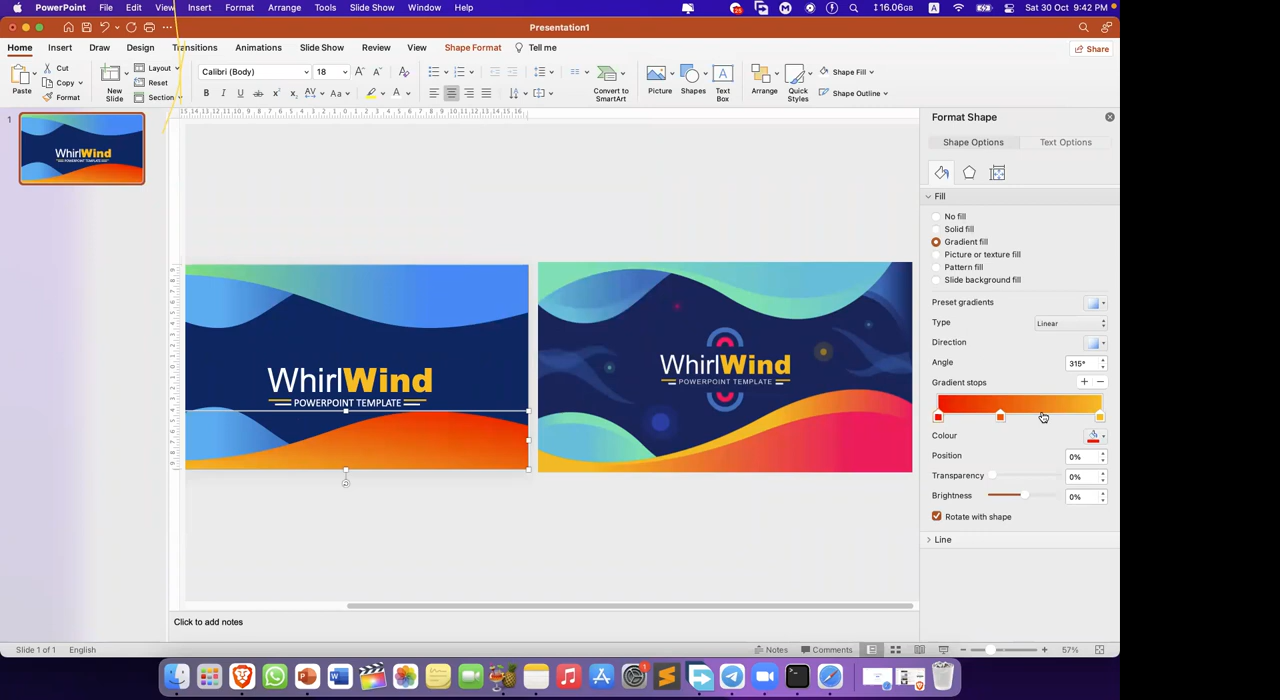 PowerPoint File Edit View Insert Format Arrange Tools Slide Show Window Help 16.06GB A Sat 30 Oct 9:42 PM
Presentation1
Home Insert Draw Design Transitions Animations Slide Show Review View Shape Format Tell me Share
Cut Layout Calibri (Body) 18 Shape Fill
Copy Reset
Paste Format New Slide Section B I U ab AV Aa A Convert to SmartArt Picture Shapes Text Box Arrange Quick Styles Shape Outline
1
WhirlWind
POWERPOINT TEMPLATE
WhirlWind
POWERPOINT TEMPLATE
WhirlWind
POWERPOINT TEMPLATE
Format Shape
Shape Options Text Options
Fill
No fill
Solid fill
Gradient fill
Picture or texture fill
Pattern fill
Slide background fill
Preset gradients
Type Linear
Direction
Angle 315°
Gradient stops
Colour
Position 0%
Transparency 0%
Brightness 0%
Rotate with shape
Line
Click to add notes
Slide 1 of 1 English Notes Comments 57%